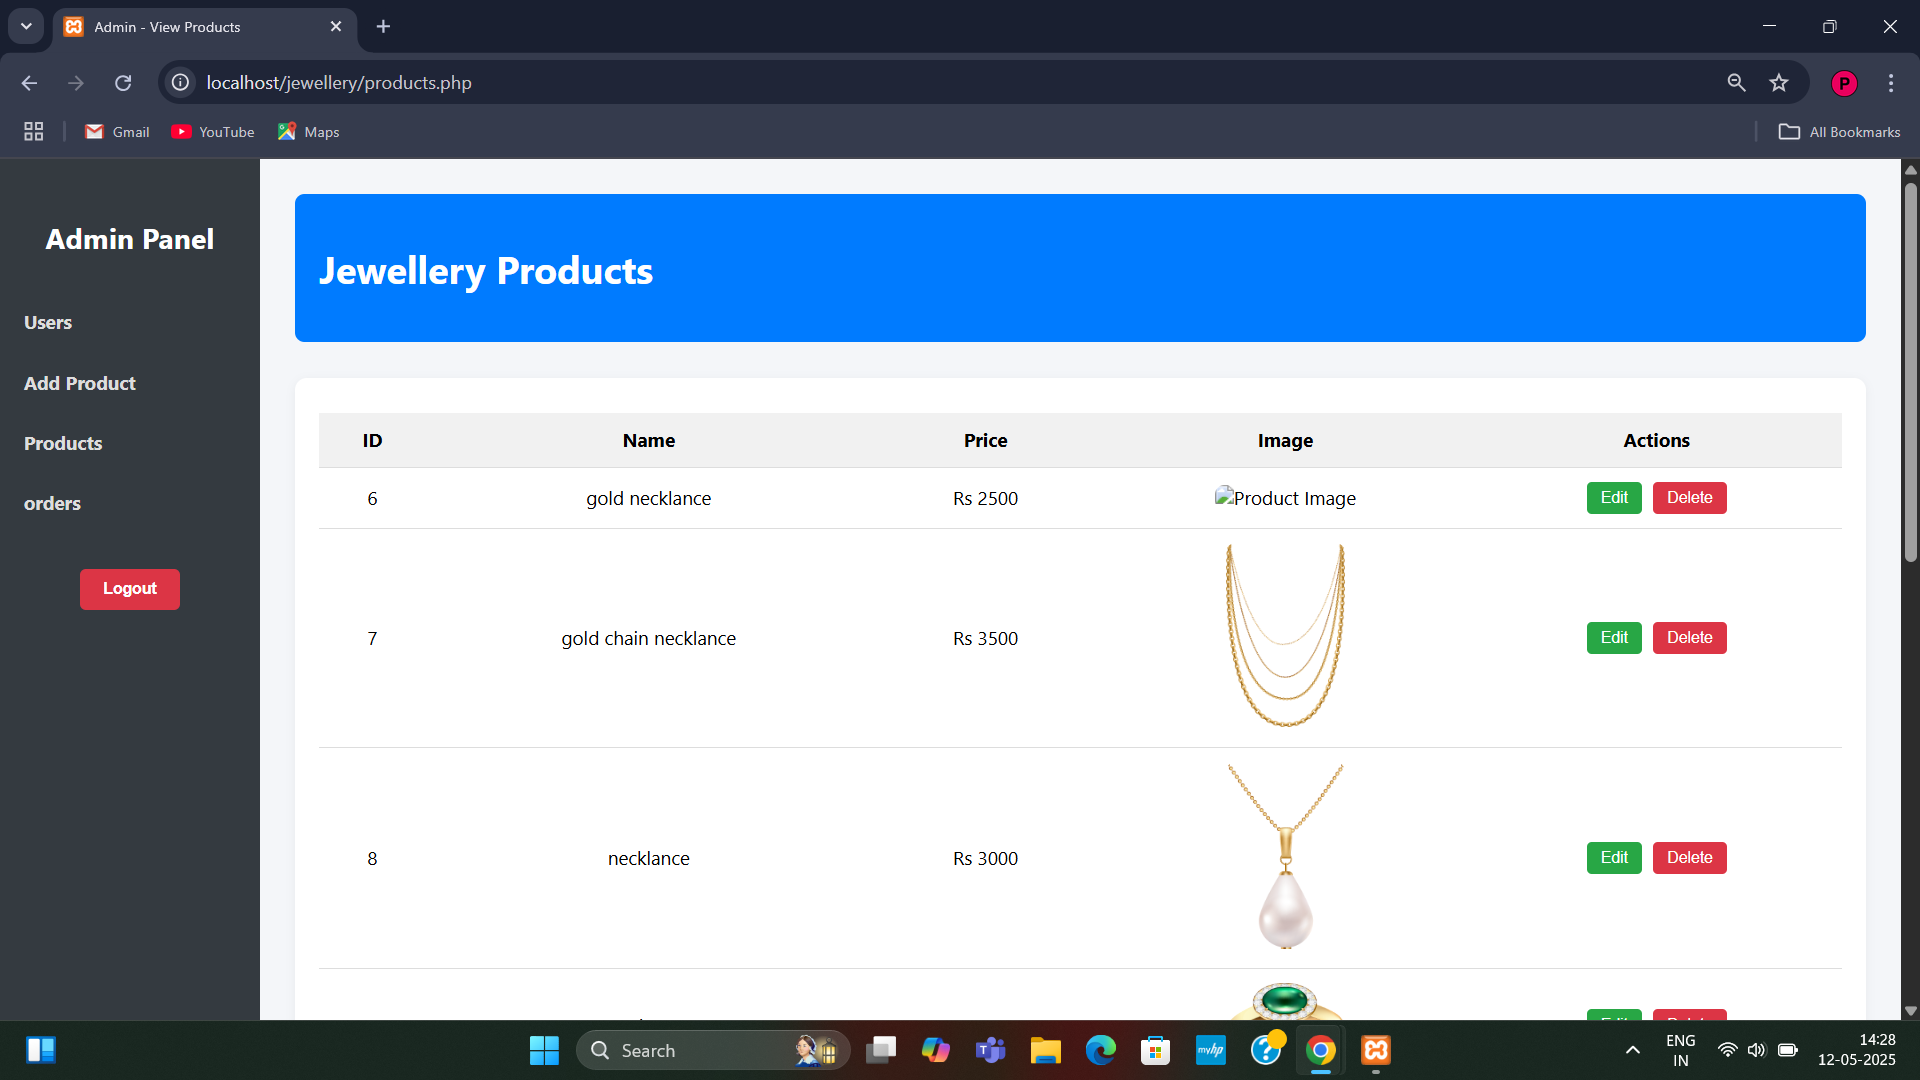 Admin - View Products
localhost/jewellery/products.php
P
Gmail
YouTube
Maps
All Bookmarks
Admin Panel
Users
Add Product
Products
orders
Logout
Jewellery Products
ID Name Price Image Actions
6 gold necklance Rs 2500 Product Image Edit Delete
7 gold chain necklance Rs 3500 Edit Delete
8 necklance Rs 3000 Edit Delete
Search
myhp
ENG
IN
14:28
12-05-2025